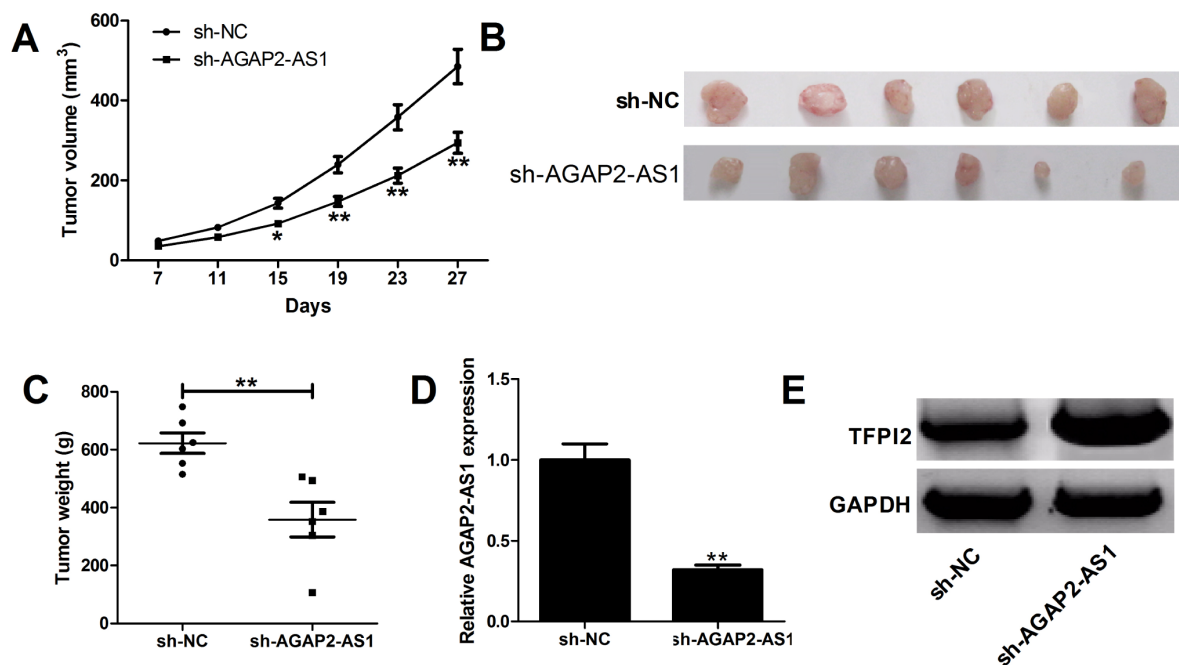 A
600
400
200
0
Tumor volume (mm³)
sh-NC
sh-AGAP2-AS1
*
**
**
**
7 11 15 19 23 27
Days
B
sh-NC
sh-AGAP2-AS1
C
800
600
400
200
0
Tumor weight (g)
**
sh-NC sh-AGAP2-AS1
D
1.5
1.0
0.5
0.0
Relative AGAP2-AS1 expression
**
sh-NC sh-AGAP2-AS1
E
TFPI2
GAPDH
sh-NC
sh-AGAP2-AS1